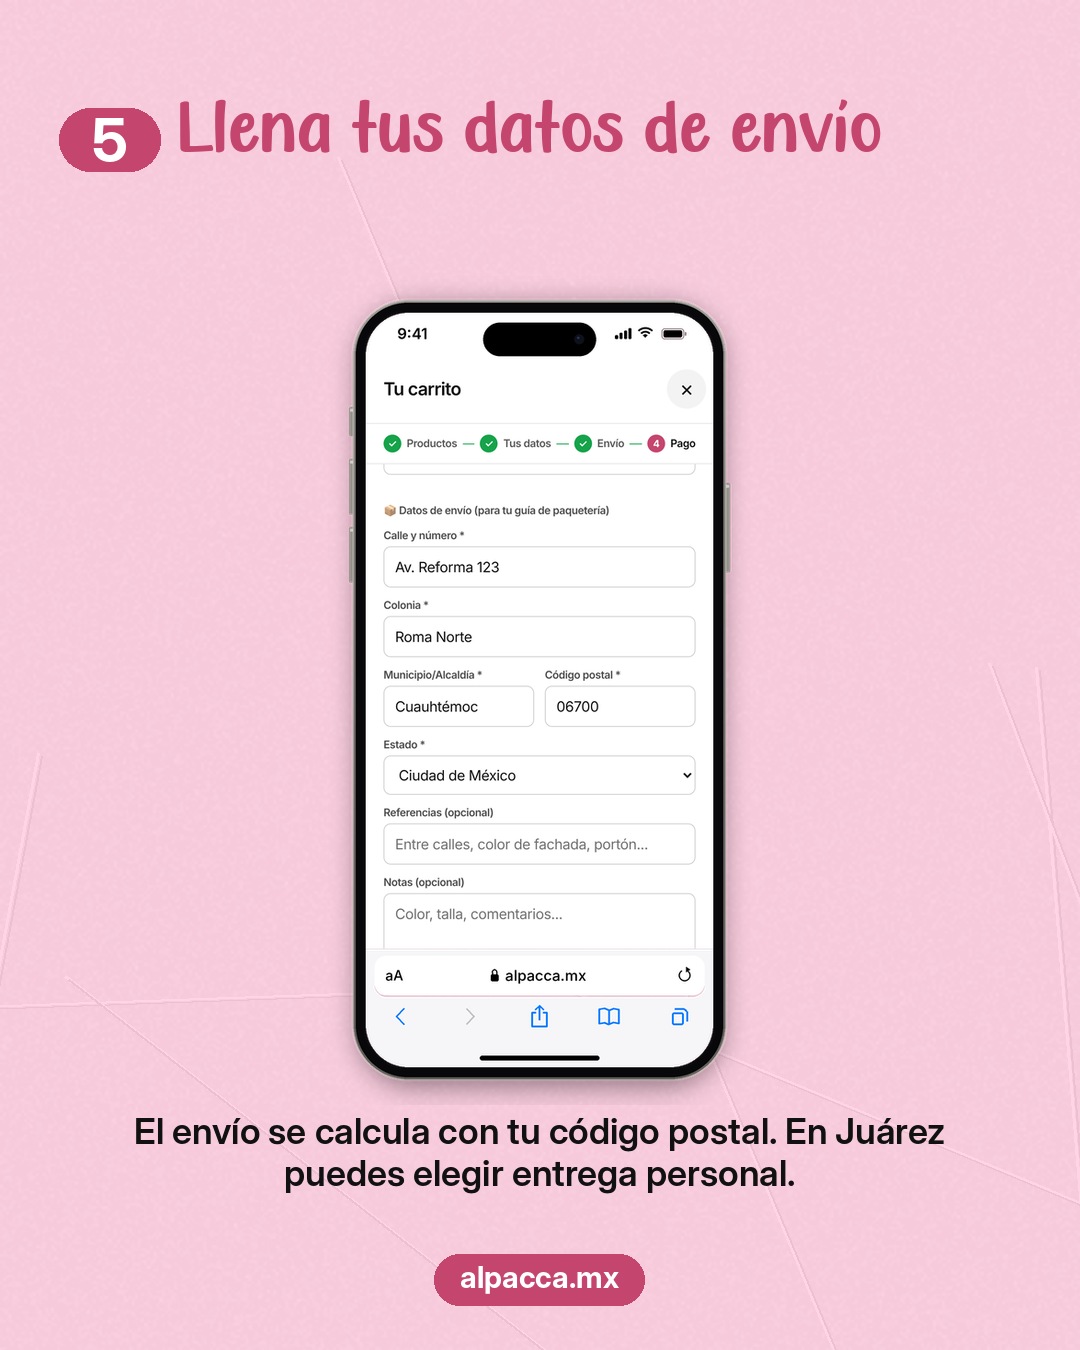 5 Llena tus datos de envío
9:41
Tu carrito
Productos Tus datos Envío 4 Pago
📦 Datos de envío (para tu guía de paquetería)
Calle y número *
Av. Reforma 123
Colonia *
Roma Norte
Municipio/Alcaldía * Código postal *
Cuauhtémoc 06700
Estado *
Ciudad de México
Referencias (opcional)
Entre calles, color de fachada, portón...
Notas (opcional)
Color, talla, comentarios...
aA alpacca.mx
El envío se calcula con tu código postal. En Juárez
puedes elegir entrega personal.
alpacca.mx